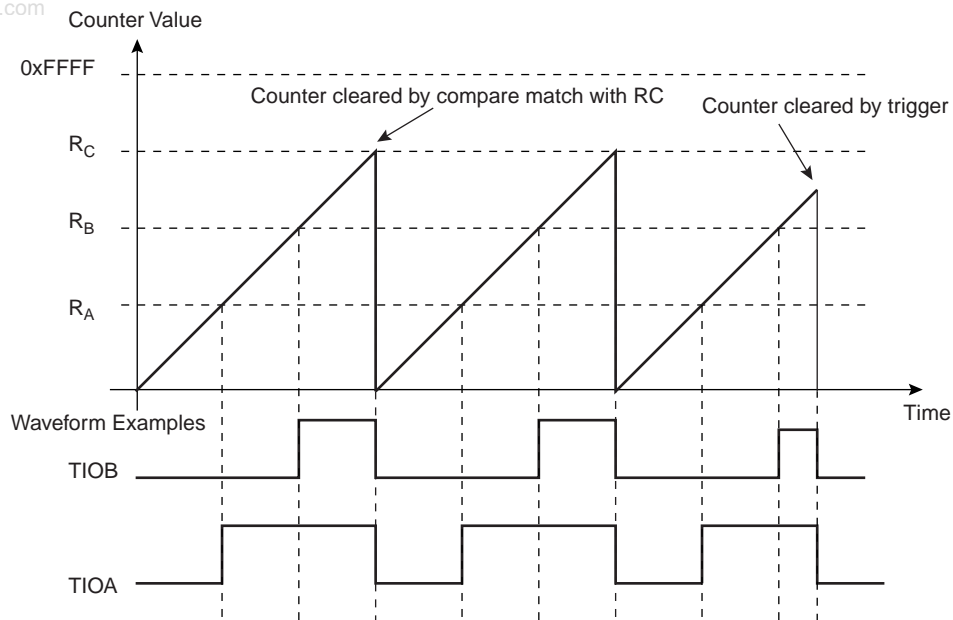 .com
Counter Value
0xFFFF
Counter cleared by compare match with RC
Counter cleared by trigger
RC
RB
RA
Time
Waveform Examples
TIOB
TIOA